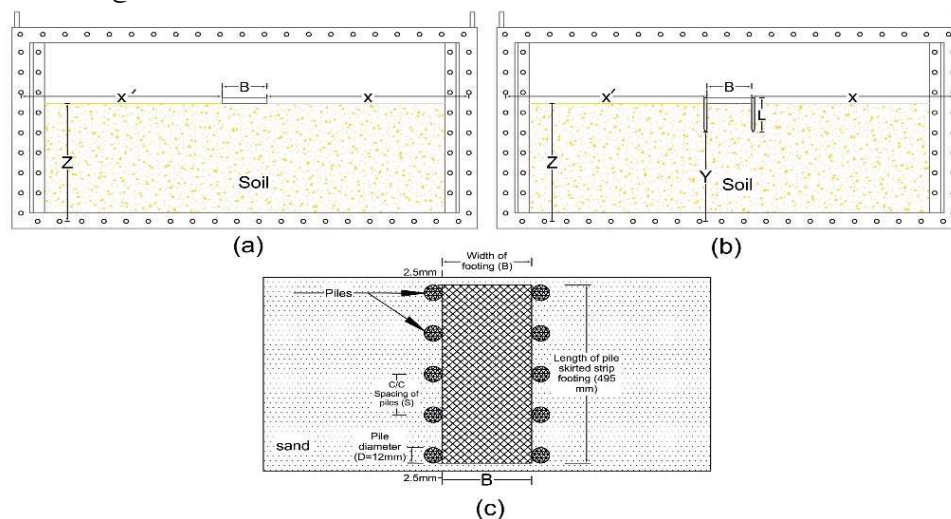 B
x′
x
Z
Soil
(a)
B
x′
x
L
Z
Y
Soil
(b)
Width of
footing (B)
2.5mm
Piles
Length of pile
skirted strip
footing (495
mm)
C/C
Spacing of
piles (S)
Pile
diameter
(D=12mm)
sand
2.5mm
B
(c)